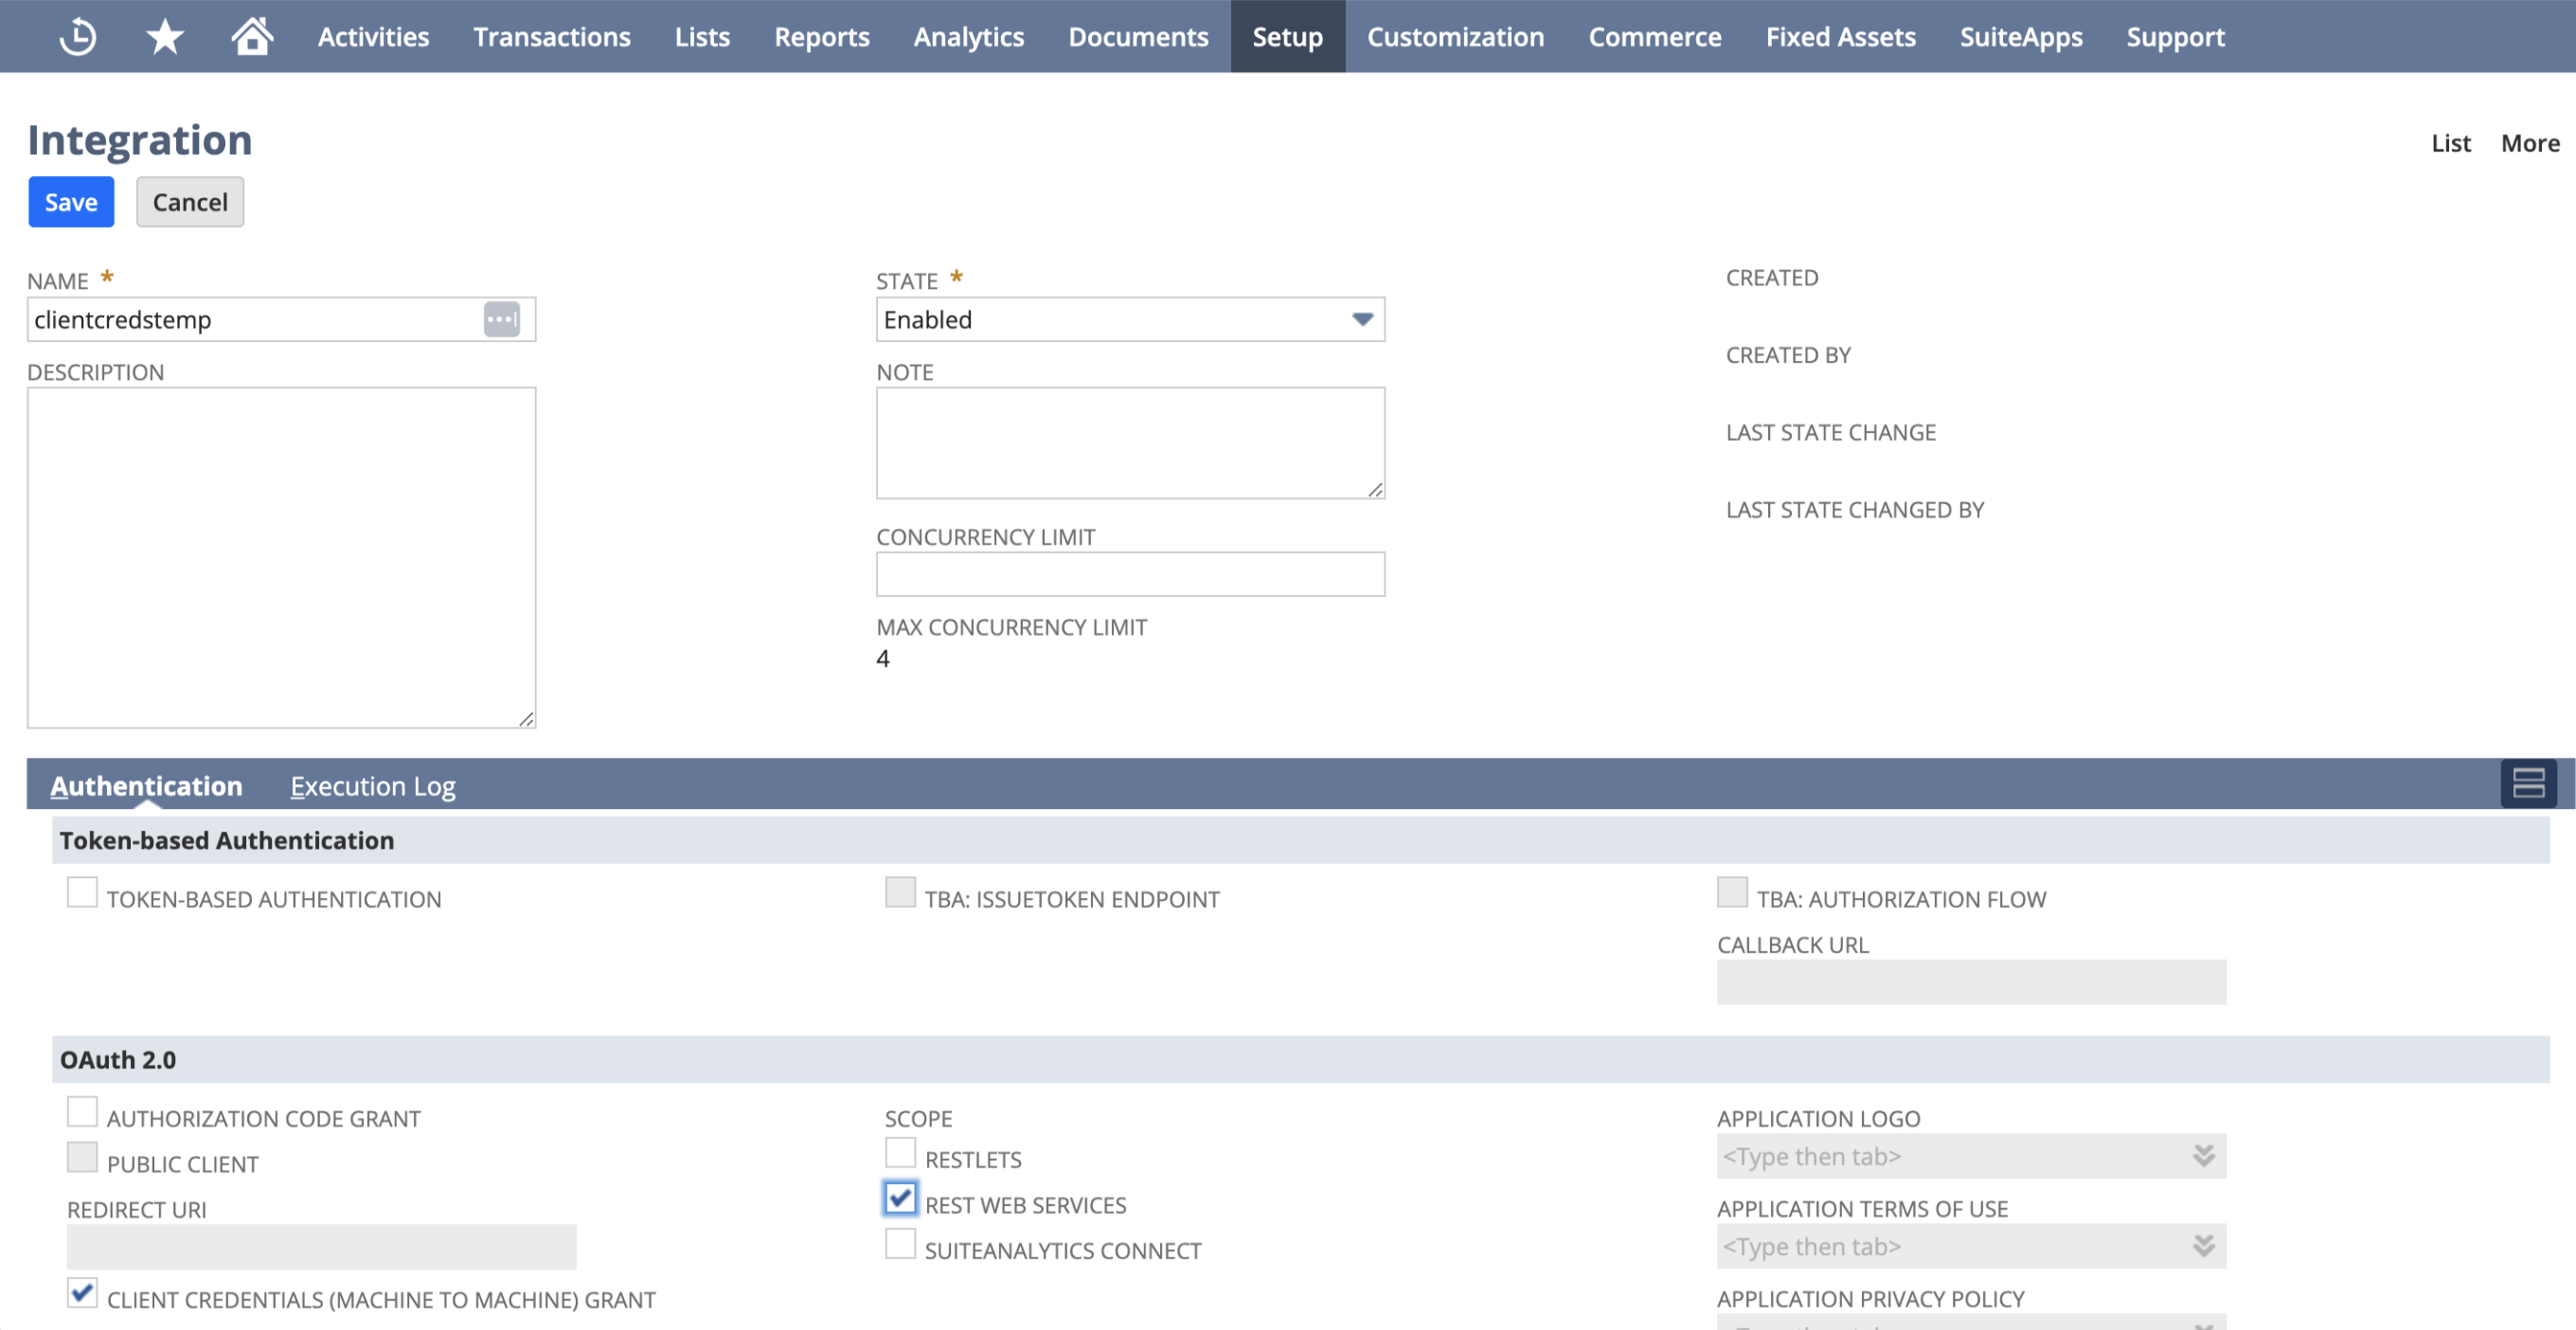 Activities Transactions Lists Reports Analytics Documents Setup Customization Commerce Fixed Assets SuiteApps Support
Integration
List More
Save Cancel
NAME *
clientcredstemp
DESCRIPTION
STATE *
Enabled
NOTE
CONCURRENCY LIMIT
MAX CONCURRENCY LIMIT
4
CREATED
CREATED BY
LAST STATE CHANGE
LAST STATE CHANGED BY
Authentication Execution Log
Token-based Authentication
TOKEN-BASED AUTHENTICATION
TBA: ISSUETOKEN ENDPOINT
TBA: AUTHORIZATION FLOW
CALLBACK URL
OAuth 2.0
AUTHORIZATION CODE GRANT
PUBLIC CLIENT
REDIRECT URI
CLIENT CREDENTIALS (MACHINE TO MACHINE) GRANT
SCOPE
RESTLETS
REST WEB SERVICES
SUITEANALYTICS CONNECT
APPLICATION LOGO
<Type then tab>
APPLICATION TERMS OF USE
<Type then tab>
APPLICATION PRIVACY POLICY